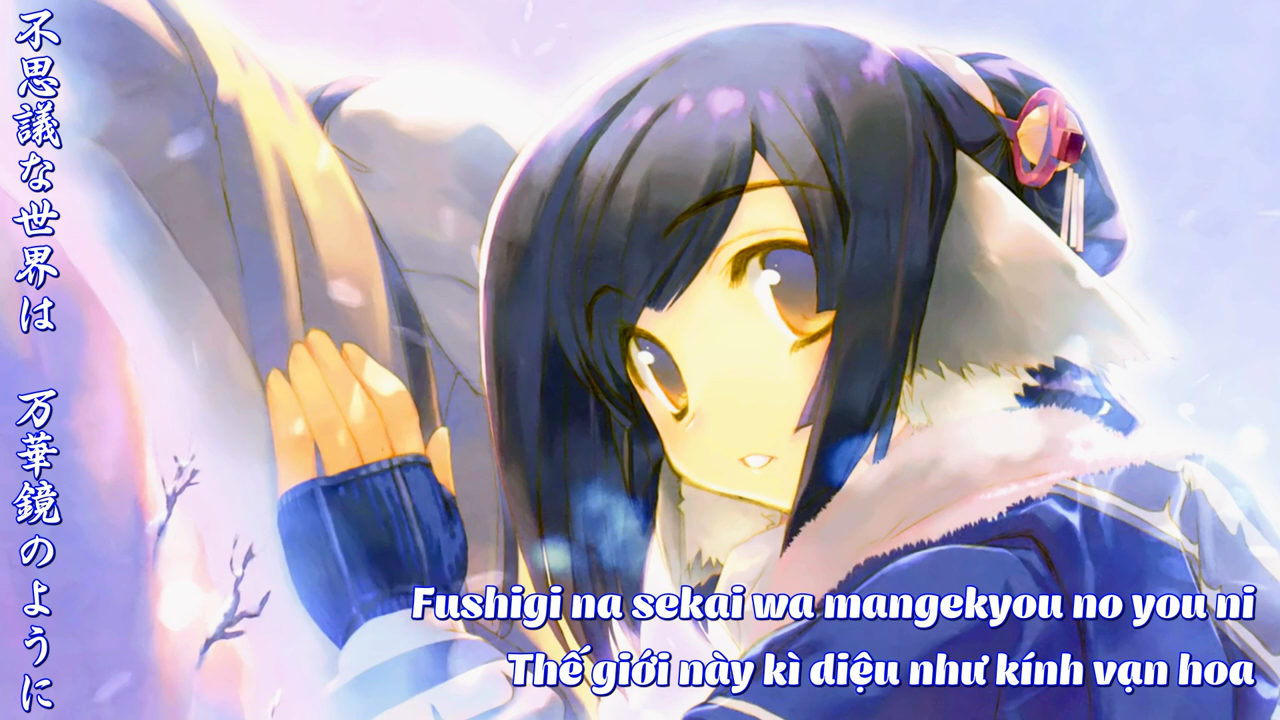 不思議な世界は　万華鏡のように
Fushigi na sekai wa mangekyou no you ni
Thế giới này kì diệu như kính vạn hoa